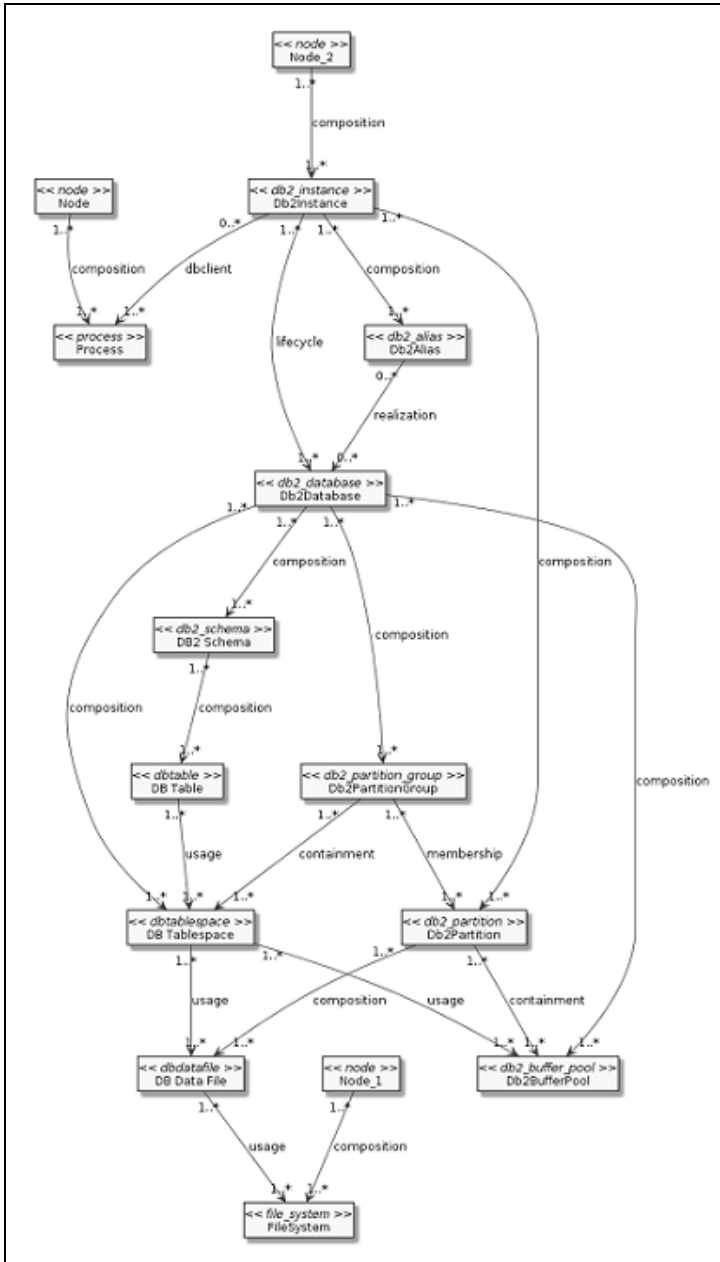 << node >>
Node_2
1..*
composition
1..*
<< node >>
Node
<< db2_instance >>
Db2Instance
1..*
0..*
1..*
1..*
1..*
composition
dbclient
composition
1..*
1..*
1..*
<< process >>
Process
lifecycle
<< db2_alias >>
Db2Alias
0..*
realization
1..*
0..*
<< db2_database >>
Db2Database
1..*
1..*
1..*
1..*
composition
composition
<< db2_schema >>
DB2 Schema
1..*
1..*
composition
composition
composition
1..*
1..*
composition
<< dbtable >>
DB Table
<< db2_partition_group >>
Db2PartitionGroup
1..*
1..*
1..*
usage
containment
membership
1..*
1..*
1..*
1..*
1..*
<< dbtablespace >>
DB Tablespace
<< db2_partition >>
Db2Partition
1..*
1..*
1..*
1..*
usage
composition
usage
containment
1..*
1..*
1..*
1..*
1..*
<< dbdatafile >>
DB Data File
<< node >>
Node_1
<< db2_buffer_pool >>
Db2BufferPool
1..*
1..*
usage
composition
1..*
1..*
<< file_system >>
FileSystem